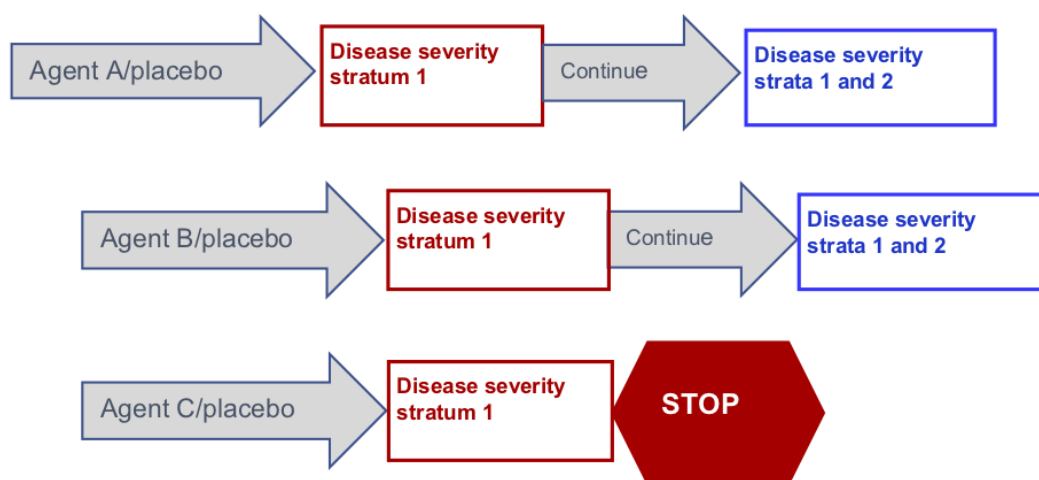 Agent A/placebo
Disease severity
stratum 1
Continue
Disease severity
strata 1 and 2
Agent B/placebo
Disease severity
stratum 1
Continue
Disease severity
strata 1 and 2
Agent C/placebo
Disease severity
stratum 1
STOP